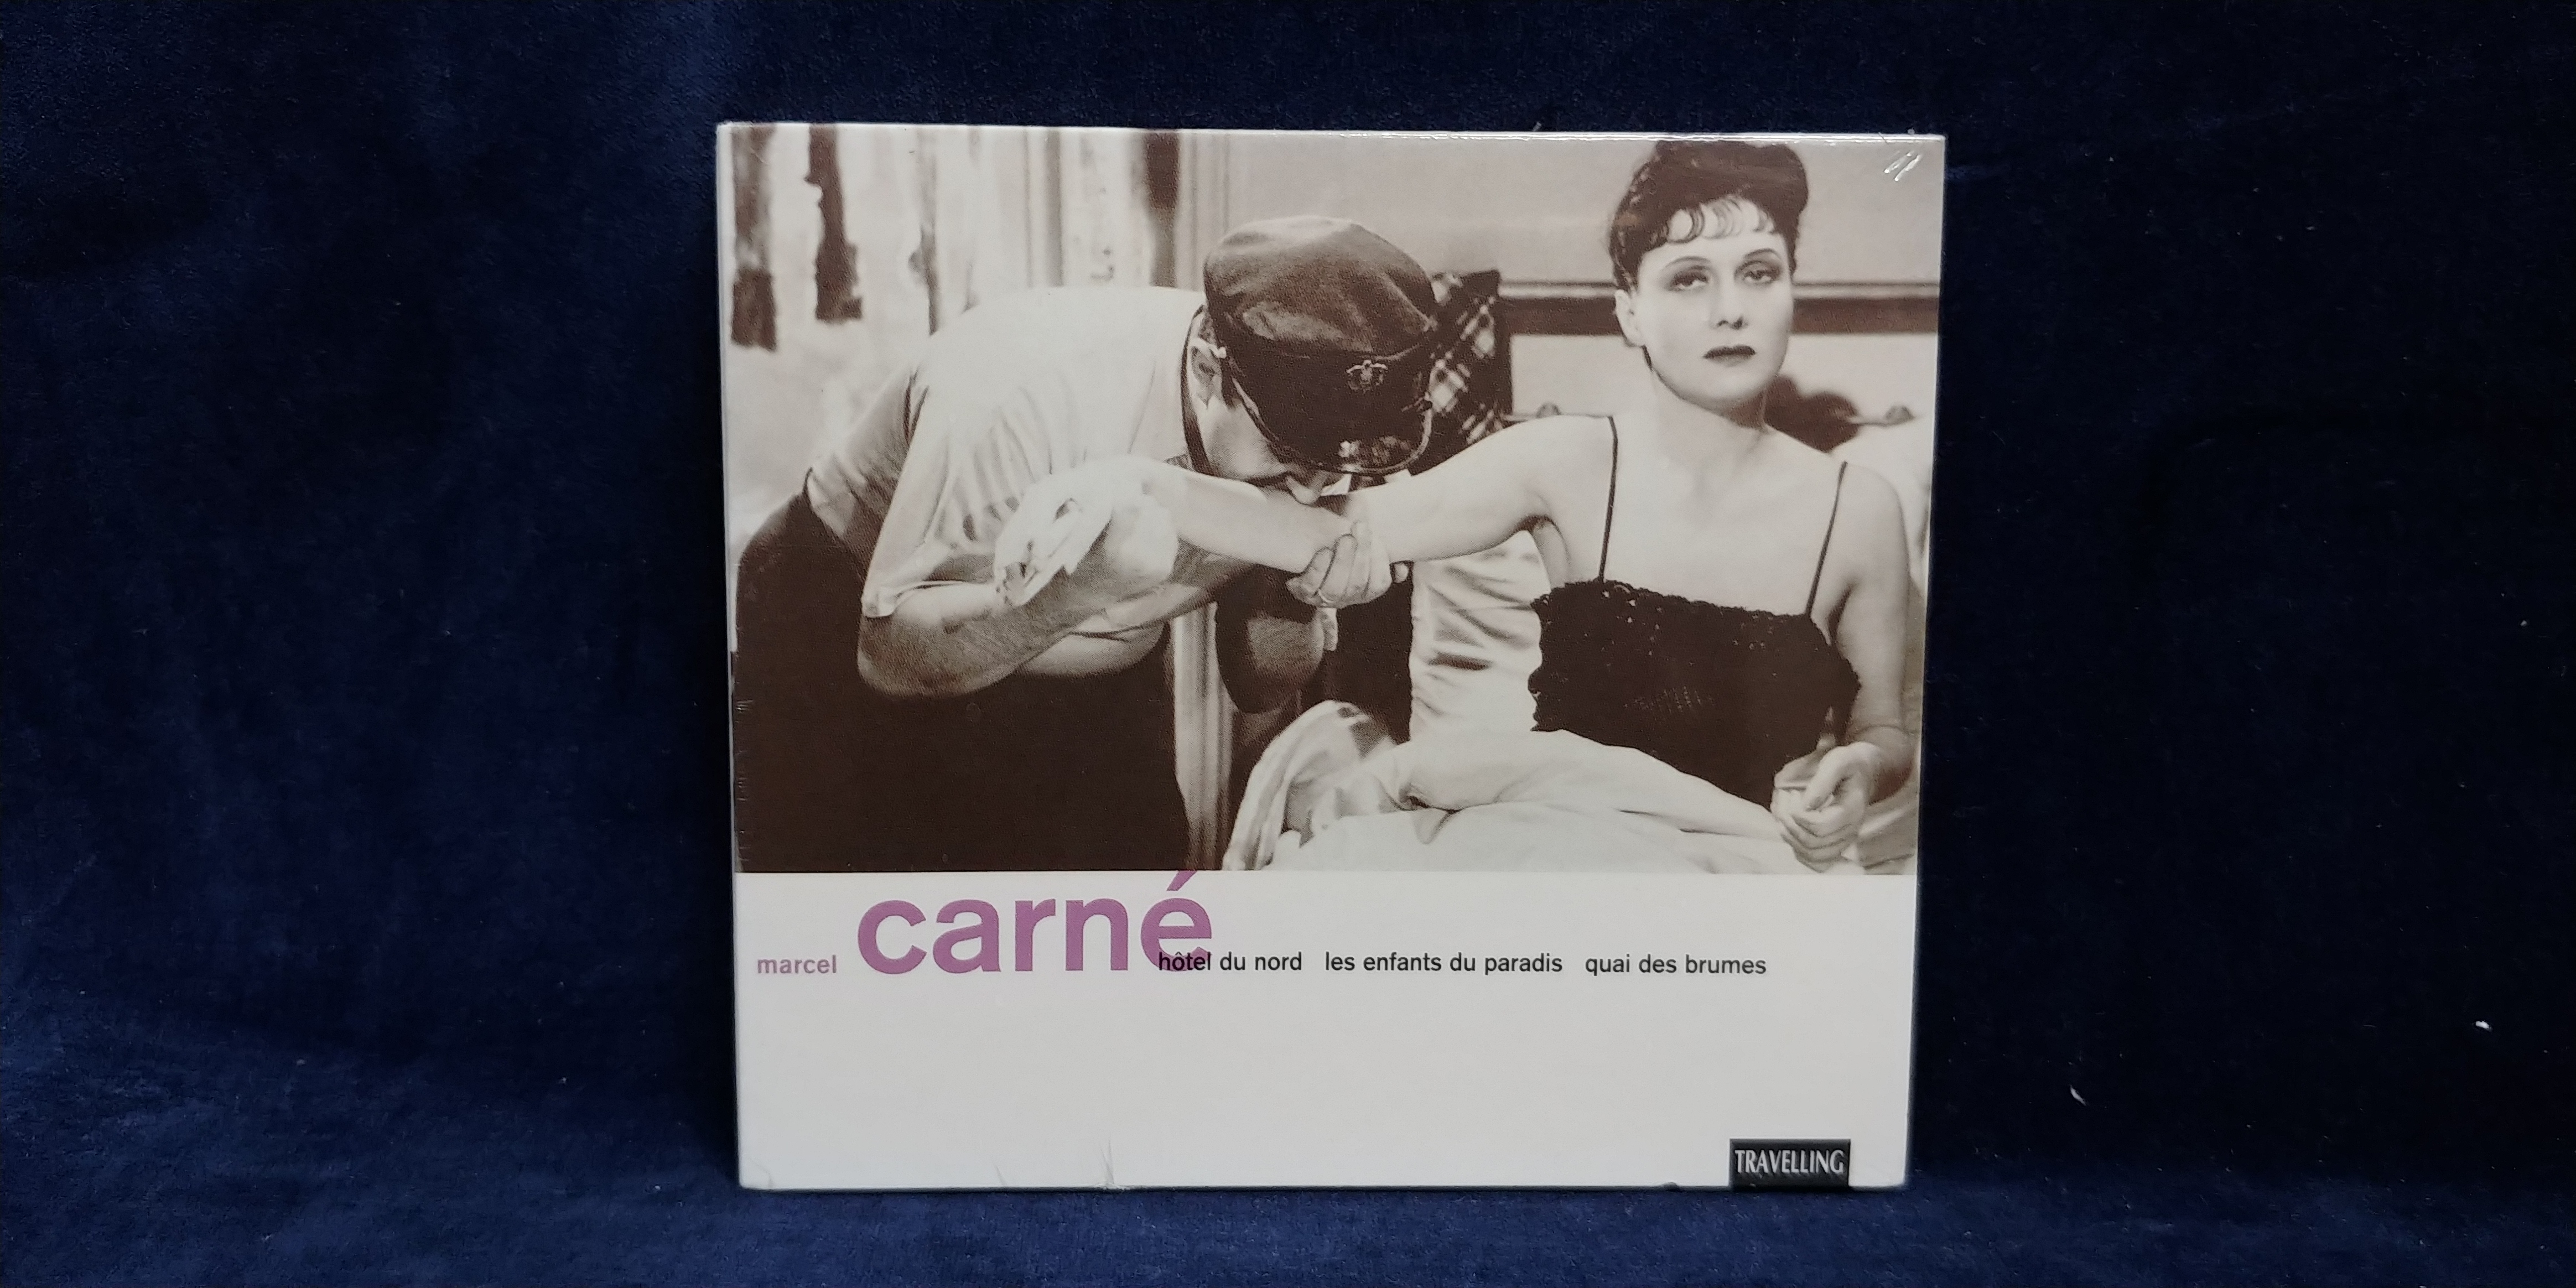 marcel carné hôtel du nord les enfants du paradis quai des brumes
TRAVELLING